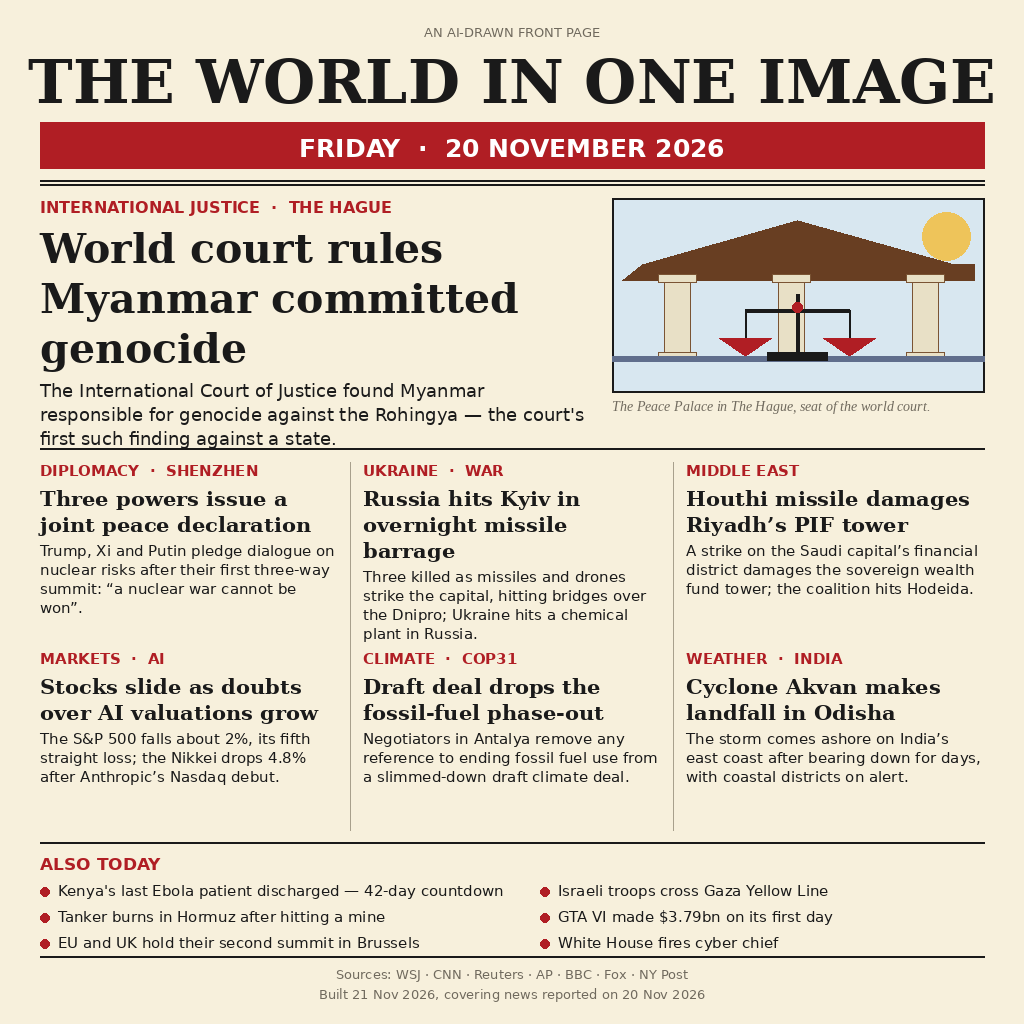 AN AI-DRAWN FRONT PAGE
THE WORLD IN ONE IMAGE
FRIDAY · 20 NOVEMBER 2026
INTERNATIONAL JUSTICE · THE HAGUE
World court rules
Myanmar committed
genocide
The International Court of Justice found Myanmar
responsible for genocide against the Rohingya — the court's
first such finding against a state.
The Peace Palace in The Hague, seat of the world court.
DIPLOMACY · SHENZHEN
Three powers issue a
joint peace declaration
Trump, Xi and Putin pledge dialogue on
nuclear risks after their first three-way
summit: “a nuclear war cannot be
won”.
UKRAINE · WAR
Russia hits Kyiv in
overnight missile
barrage
Three killed as missiles and drones
strike the capital, hitting bridges over
the Dnipro; Ukraine hits a chemical
plant in Russia.
MIDDLE EAST
Houthi missile damages
Riyadh’s PIF tower
A strike on the Saudi capital’s financial
district damages the sovereign wealth
fund tower; the coalition hits Hodeida.
MARKETS · AI
Stocks slide as doubts
over AI valuations grow
The S&P 500 falls about 2%, its fifth
straight loss; the Nikkei drops 4.8%
after Anthropic’s Nasdaq debut.
CLIMATE · COP31
Draft deal drops the
fossil-fuel phase-out
Negotiators in Antalya remove any
reference to ending fossil fuel use from
a slimmed-down draft climate deal.
WEATHER · INDIA
Cyclone Akvan makes
landfall in Odisha
The storm comes ashore on India’s
east coast after bearing down for days,
with coastal districts on alert.
ALSO TODAY
Kenya's last Ebola patient discharged — 42-day countdown
Tanker burns in Hormuz after hitting a mine
EU and UK hold their second summit in Brussels
Israeli troops cross Gaza Yellow Line
GTA VI made $3.79bn on its first day
White House fires cyber chief
Sources: WSJ · CNN · Reuters · AP · BBC · Fox · NY Post
Built 21 Nov 2026, covering news reported on 20 Nov 2026